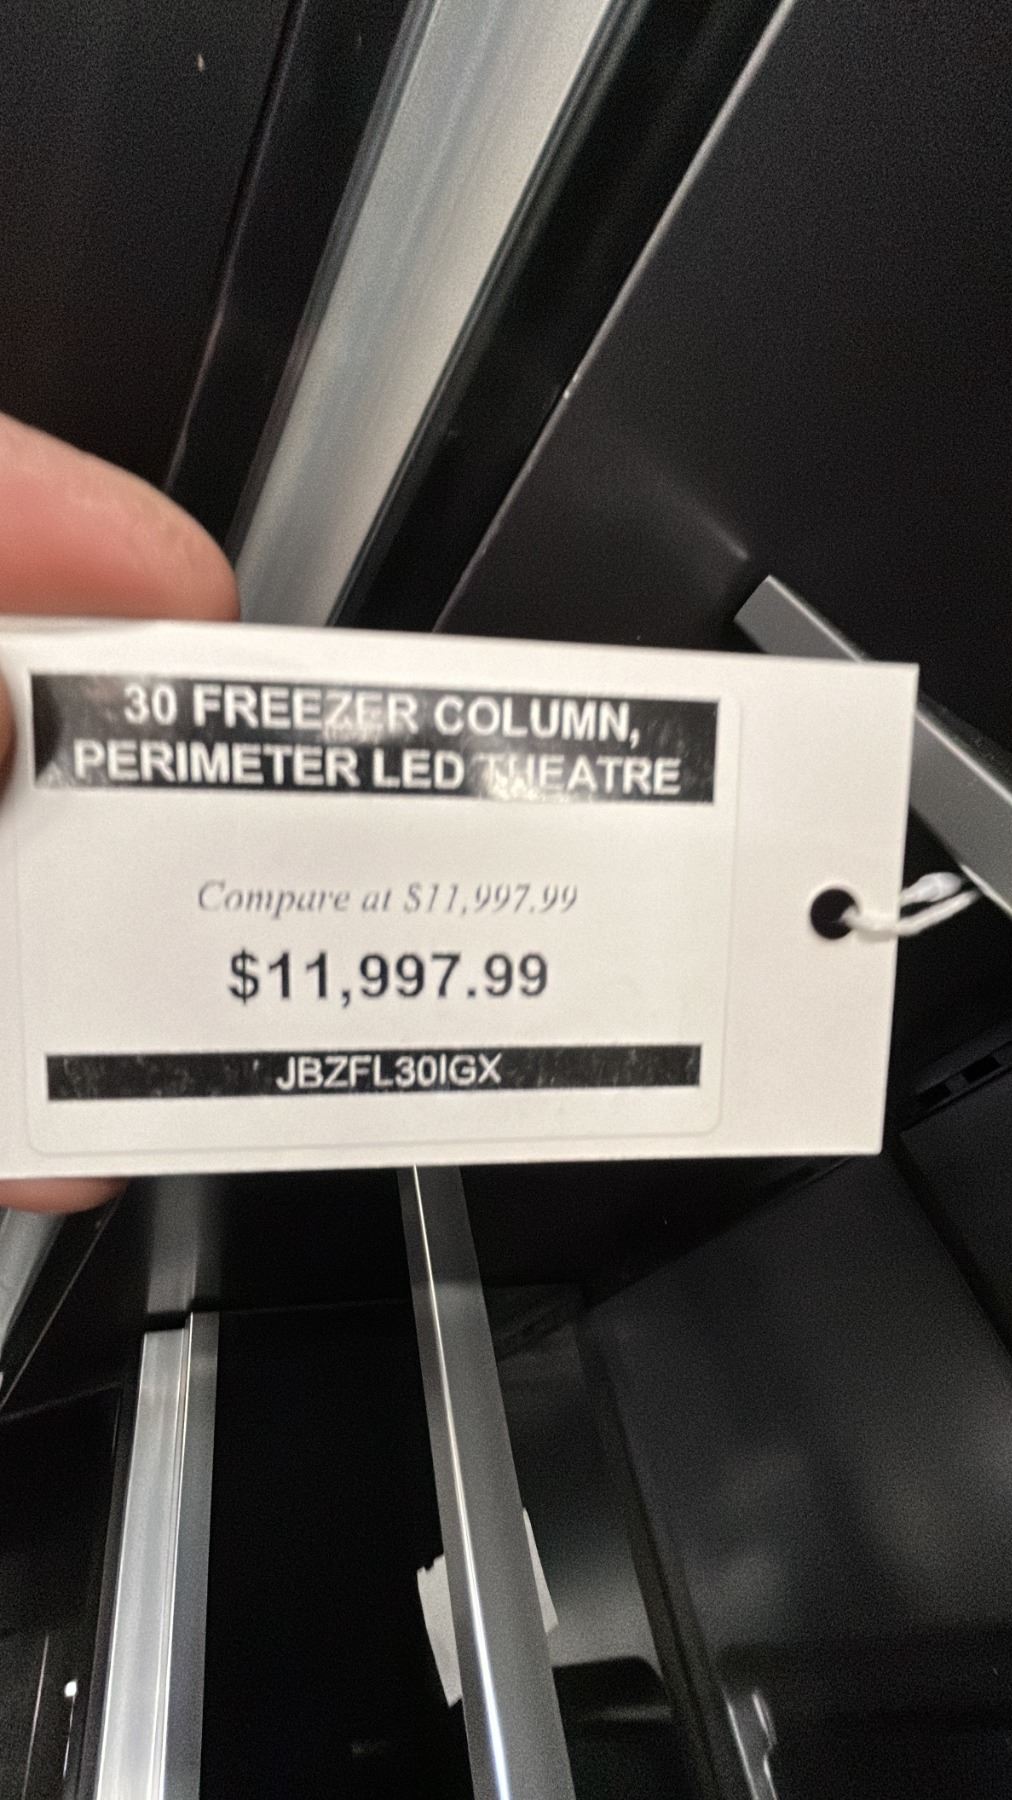 30 FREEZER COLUMN,
PERIMETER LED THEATRE
Compare at $11,997.99
$11,997.99
JBZFL30IGX